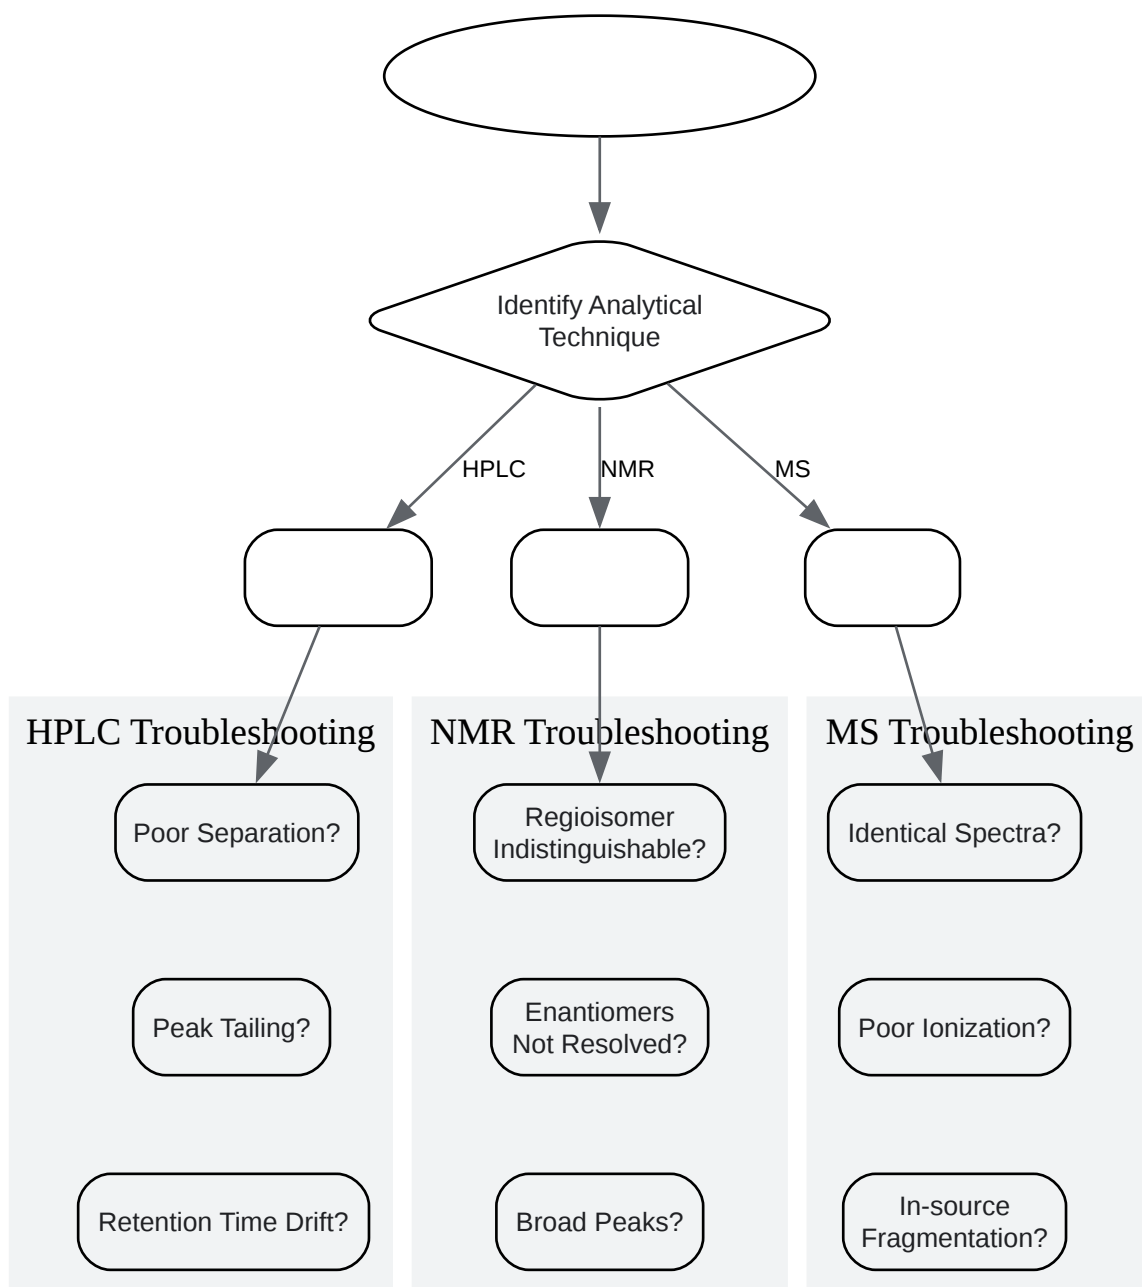 Identify Analytical
Technique
HPLC
NMR
MS
HPLC Troubleshooting
NMR Troubleshooting
MS Troubleshooting
Poor Separation?
Regioisomer
Indistinguishable?
Identical Spectra?
Peak Tailing?
Enantiomers
Not Resolved?
Poor Ionization?
Retention Time Drift?
Broad Peaks?
In-source
Fragmentation?